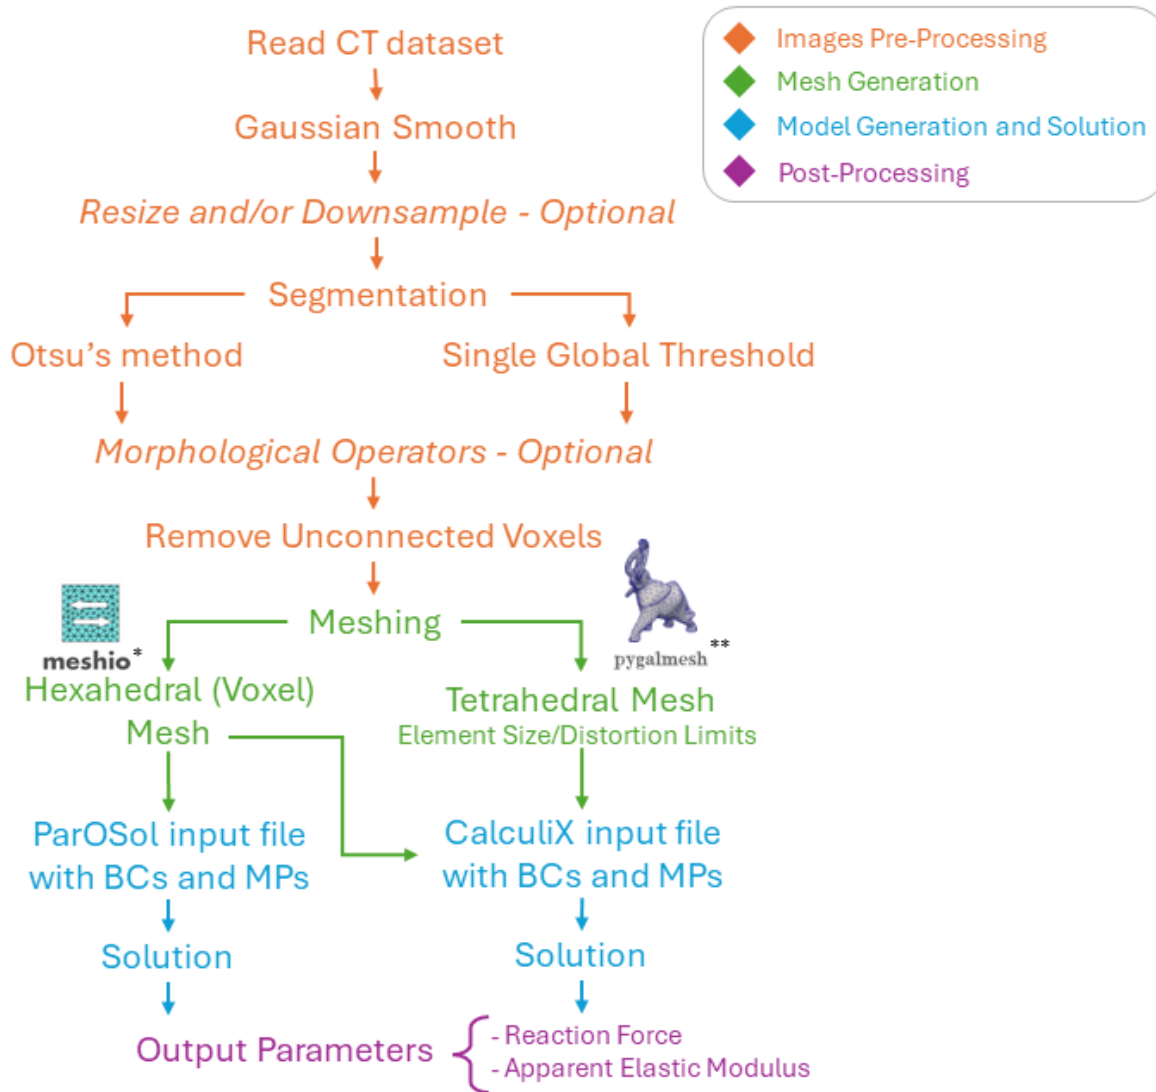 Read CT dataset
Images Pre-Processing
Mesh Generation
Model Generation and Solution
Post-Processing
Gaussian Smooth
Resize and/or Downsample - Optional
Segmentation
Otsu's method
Single Global Threshold
Morphological Operators - Optional
Remove Unconnected Voxels
Meshing
meshio*
pygalmesh**
Hexahedral (Voxel)
Mesh
Tetrahedral Mesh
Element Size/Distortion Limits
ParOSol input file
with BCs and MPs
CalculiX input file
with BCs and MPs
Solution
Solution
Output Parameters
- Reaction Force
- Apparent Elastic Modulus